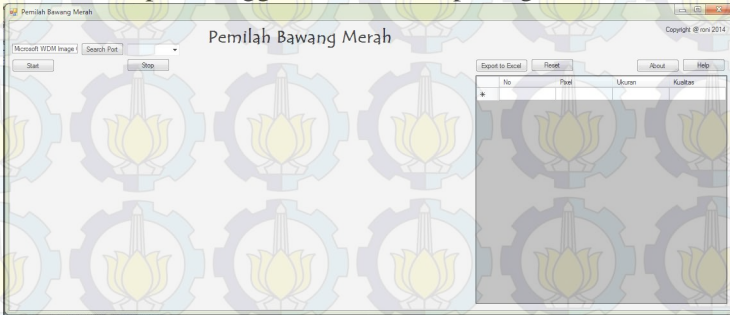 Pemilah Bawang Merah
Copyright @ roni 2014
Pemilah Bawang Merah
Microsoft WDM Image Search Port
Start Stop Export to Excel Reset About Help
No Pixel Ukuran Kualitas